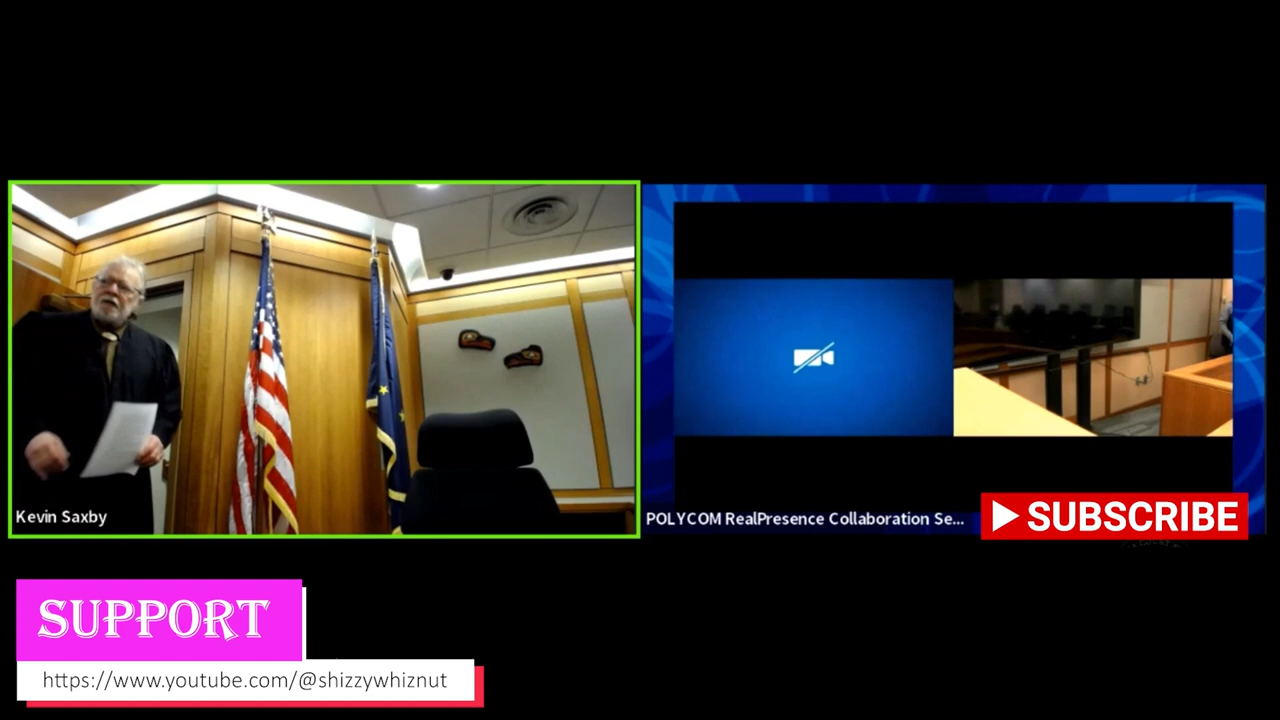 Kevin Saxby
POLYCOM RealPresence Collaboration Se...
SUBSCRIBE
SUPPORT
https://www.youtube.com/@shizzywhiznut